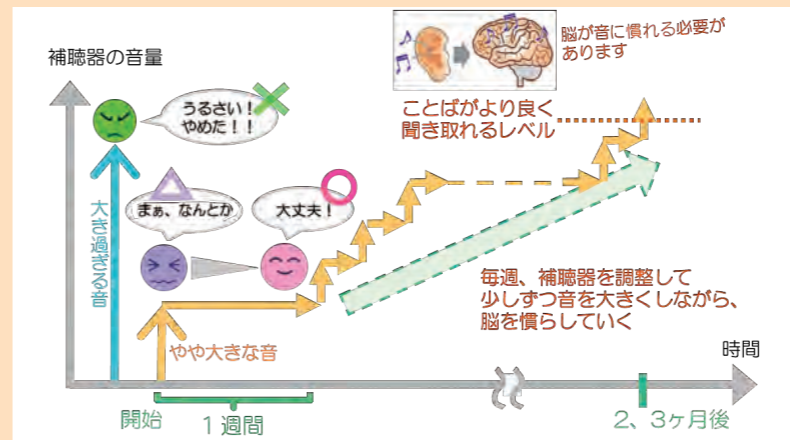 補聴器の音量
脳が音に慣れる必要が
あります
うるさい！
やめた！！
ことばがより良く
聞き取れるレベル
大き過ぎる音
まぁ、なんとか
大丈夫！
毎週、補聴器を調整して
少しずつ音を大きくしながら、
脳を慣らしていく
やや大きな音
時間
開始
1週間
2、3ヶ月後